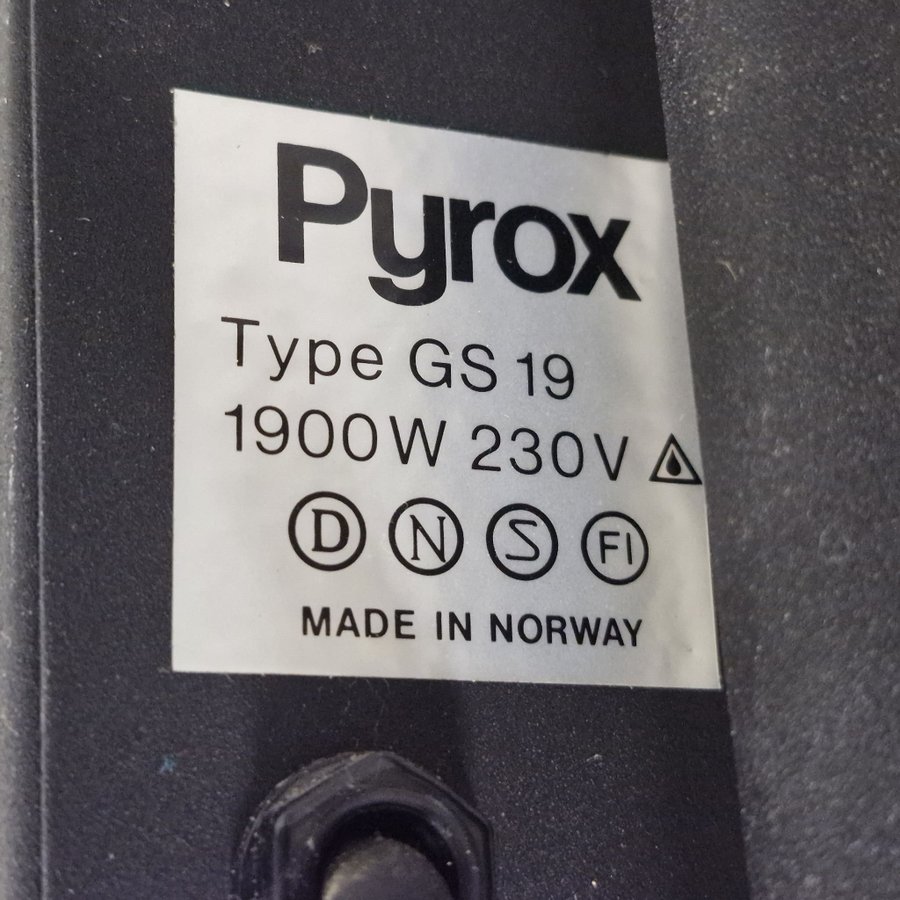 Pyrox
Type GS 19
1900W 230V
D N S FI
MADE IN NORWAY